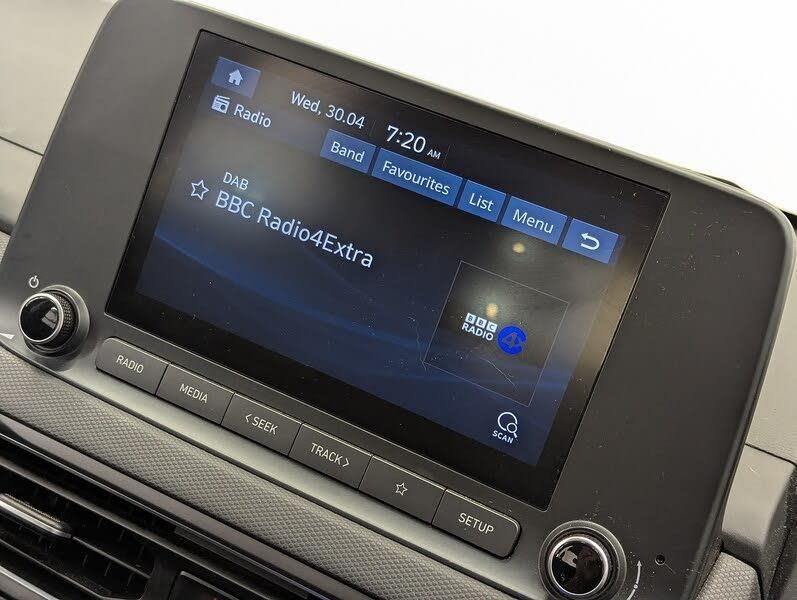 Wed, 30.04
7:20 AM
Radio
Band
Favourites
List
Menu
DAB
BBC Radio4Extra
BBC
RADIO
4X
SCAN
RADIO
MEDIA
< SEEK
TRACK >
SETUP